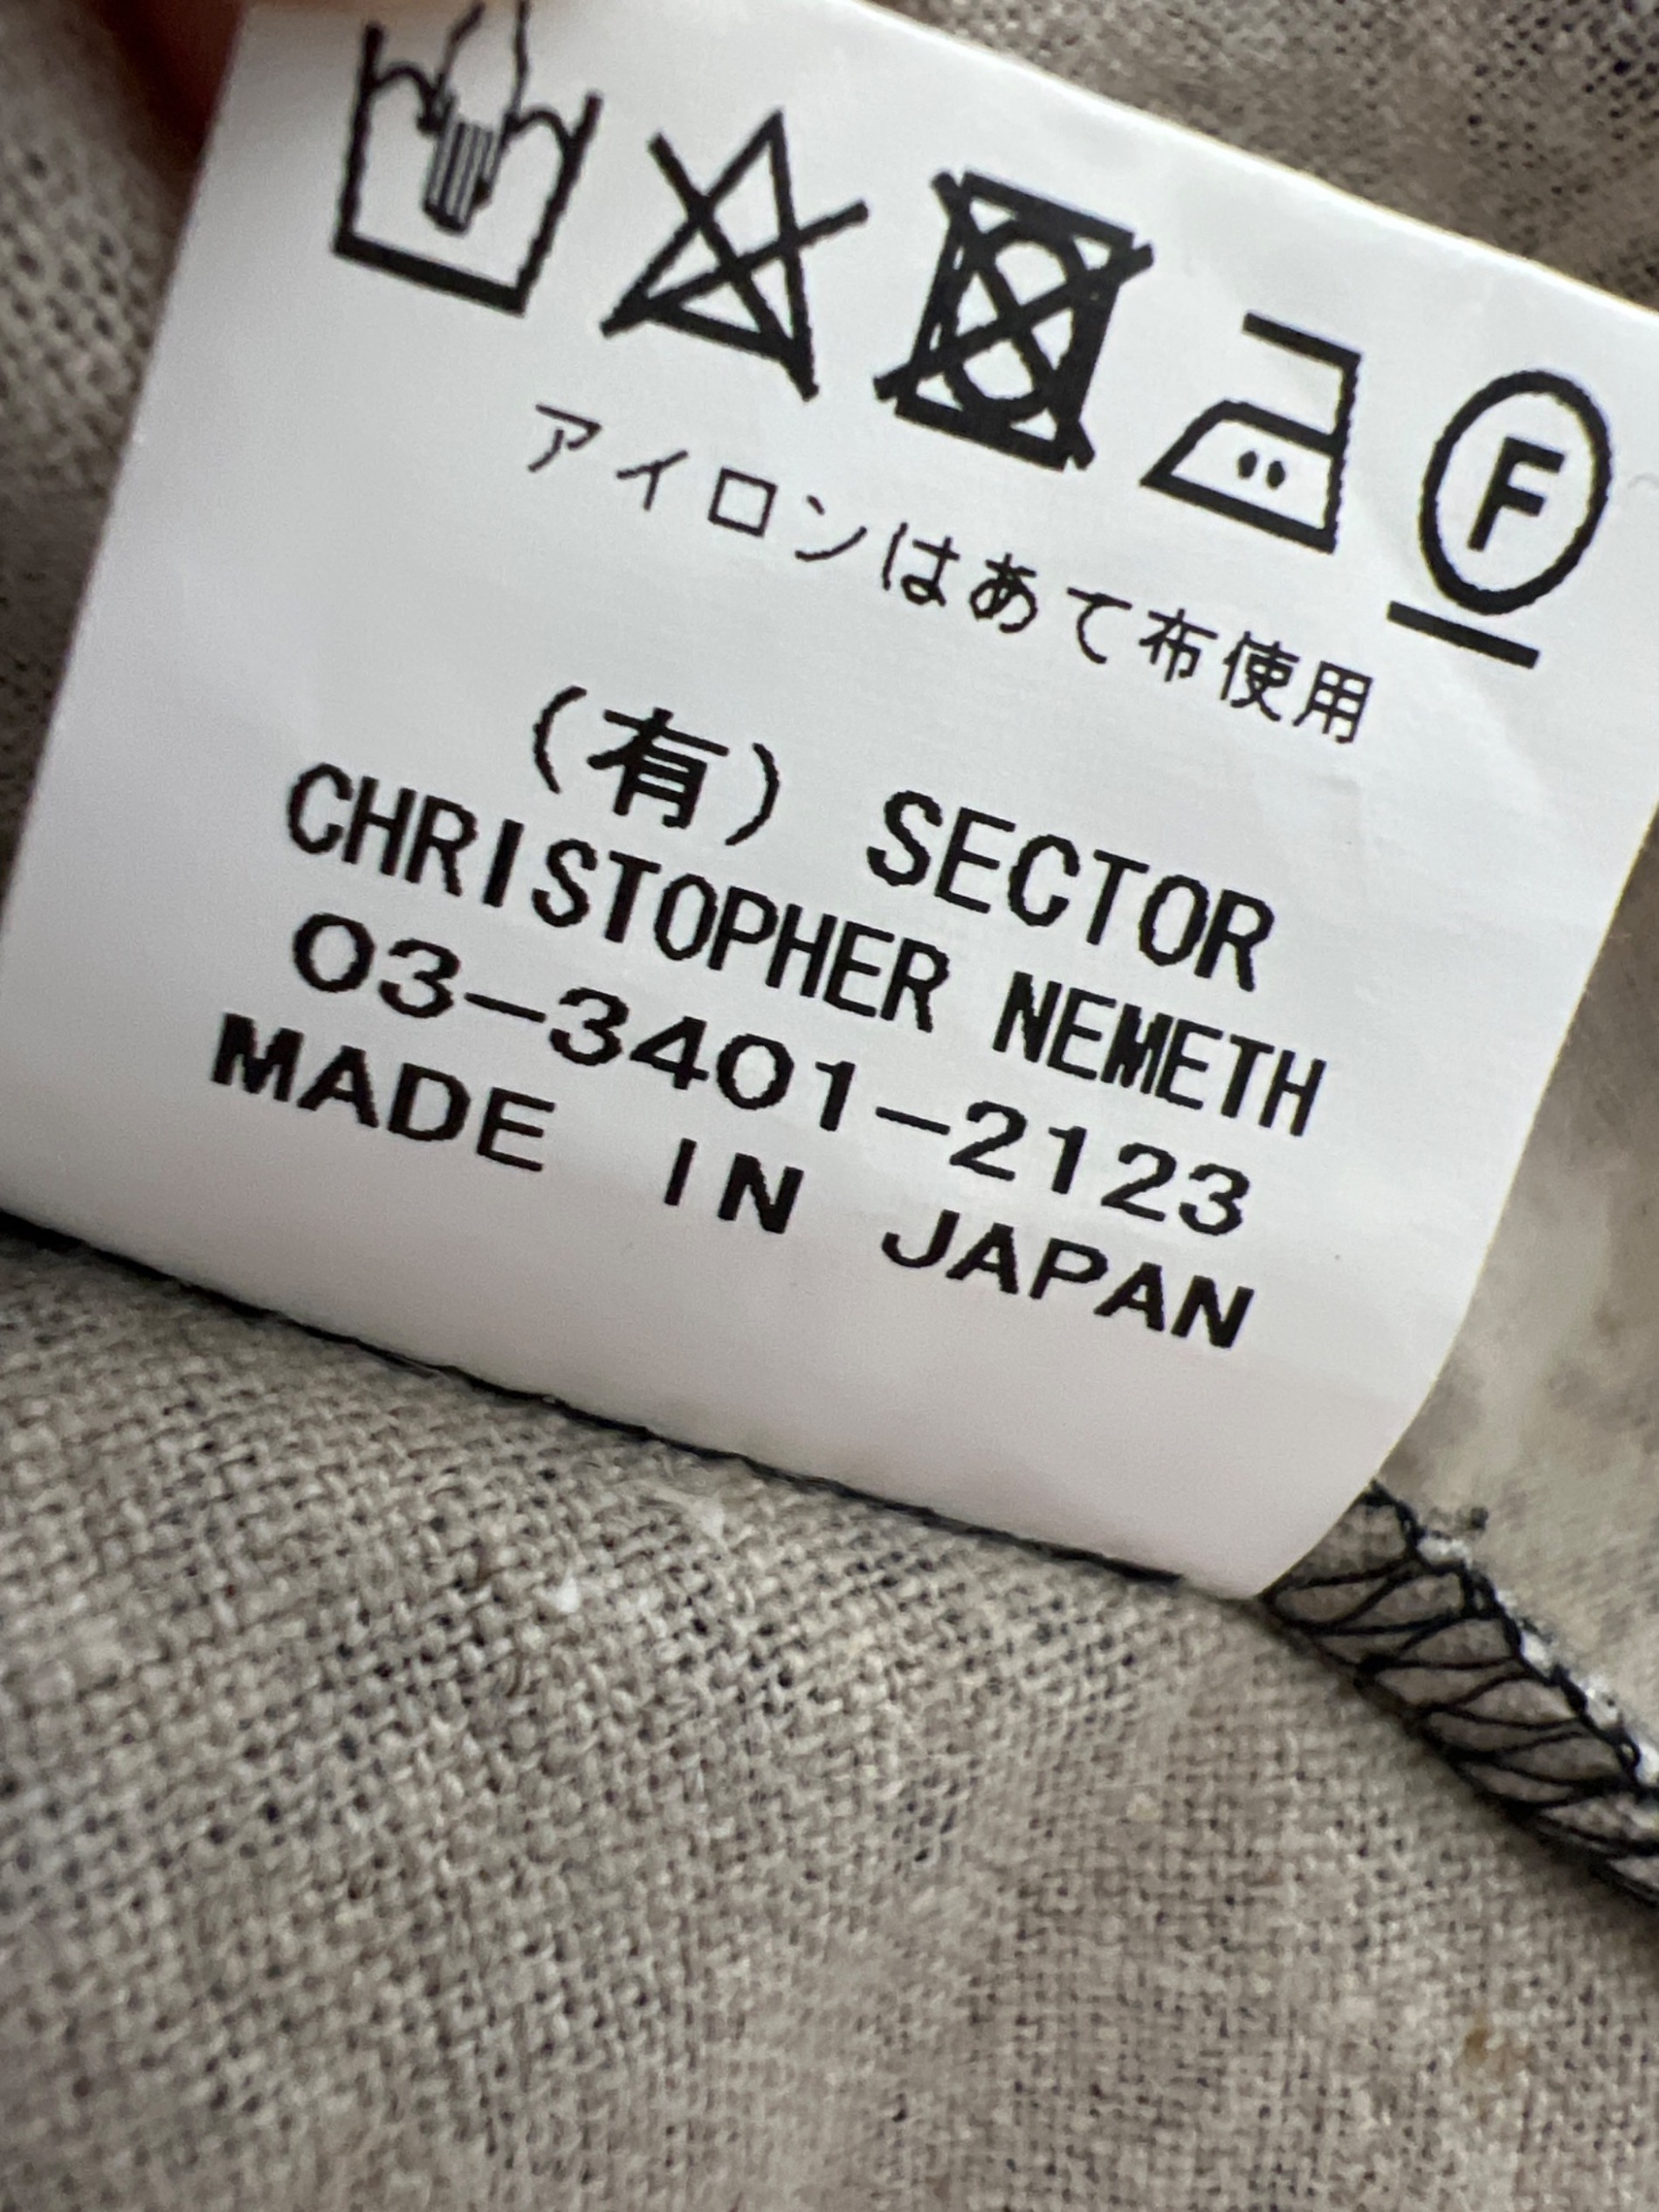 F
アイロンはあて布使用
（有） SECTOR
CHRISTOPHER NEMETH
03-3401-2123
MADE IN JAPAN